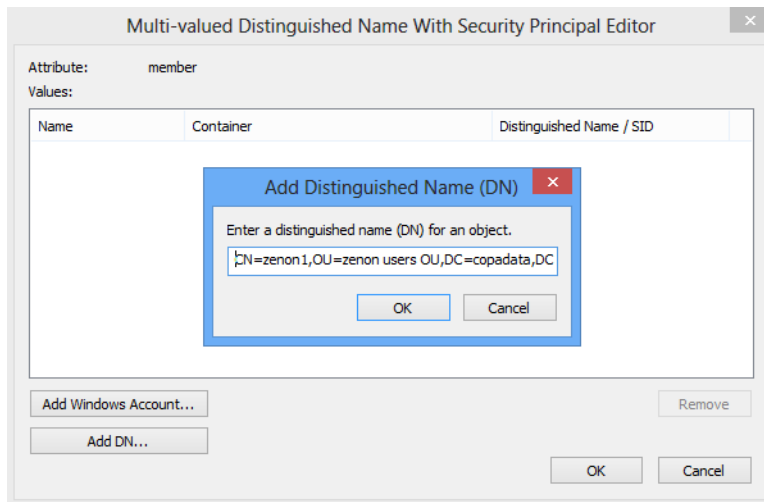 Multi-valued Distinguished Name With Security Principal Editor
Attribute: member
Values:
Name Container Distinguished Name / SID
Add Distinguished Name (DN)
Enter a distinguished name (DN) for an object.
CN=zenon1,OU=zenon users OU,DC=copadata,DC
OK Cancel
Add Windows Account... Remove
Add DN...
OK Cancel